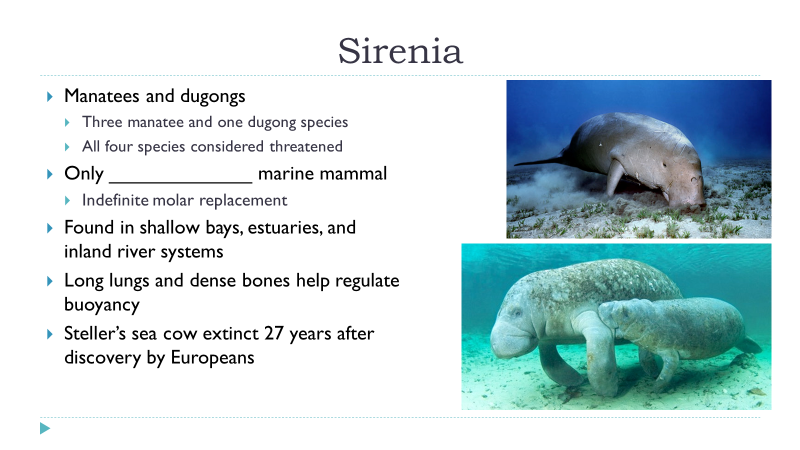 Sirenia
Manatees and dugongs
Three manatee and one dugong species
All four species considered threatened
Only ______________ marine mammal
Indefinite molar replacement
Found in shallow bays, estuaries, and
inland river systems
Long lungs and dense bones help regulate
buoyancy
Steller’s sea cow extinct 27 years after
discovery by Europeans